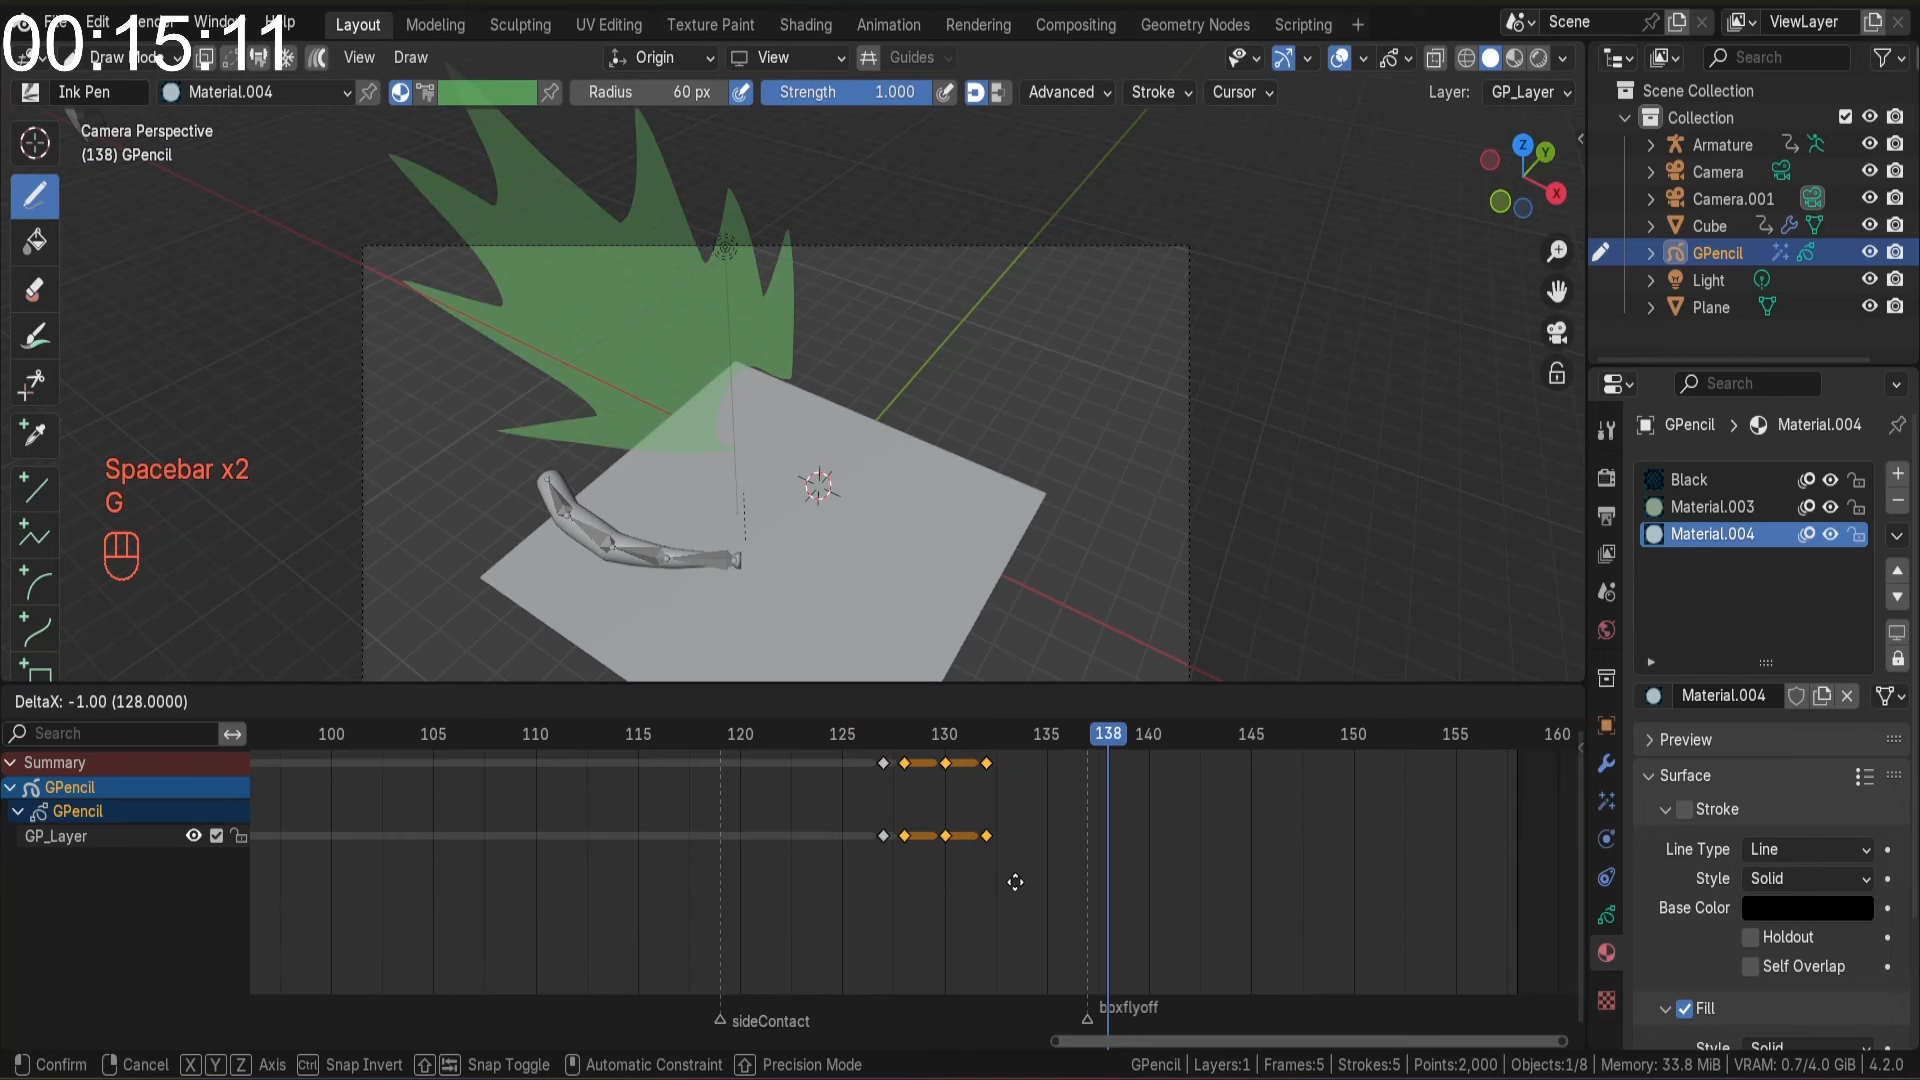 00:15:11
File Edit Render Window Help
Layout Modeling Sculpting UV Editing Texture Paint Shading Animation Rendering Compositing Geometry Nodes Scripting +
Scene
ViewLayer
Draw Mode View Draw Origin View Guides
Search
Ink Pen Material.004 Radius 60 px Strength 1.000 Advanced Stroke Cursor Layer: GP_Layer
Camera Perspective
(138) GPencil
Z
Y
X
Scene Collection
Collection
Armature
Camera
Camera.001
Cube
GPencil
Light
Plane
Search
GPencil > Material.004
Black
Material.003
Material.004
Material.004
Preview
Surface
Stroke
Line Type Line
Style Solid
Base Color
Holdout
Self Overlap
Fill
Style Solid
Spacebar x2
G
DeltaX: -1.00 (128.0000)
Search
100 105 110 115 120 125 130 135 138 140 145 150 155 160
Summary
GPencil
GPencil
GP_Layer
sideContact
boxflyoff
Confirm Cancel X Y Z Axis Ctrl Snap Invert Snap Toggle Automatic Constraint Precision Mode
GPencil | Layers:1 | Frames:5 | Strokes:5 | Points:2,000 | Objects:1/8 | Memory: 33.8 MiB | VRAM: 0.7/4.0 GiB | 4.2.0